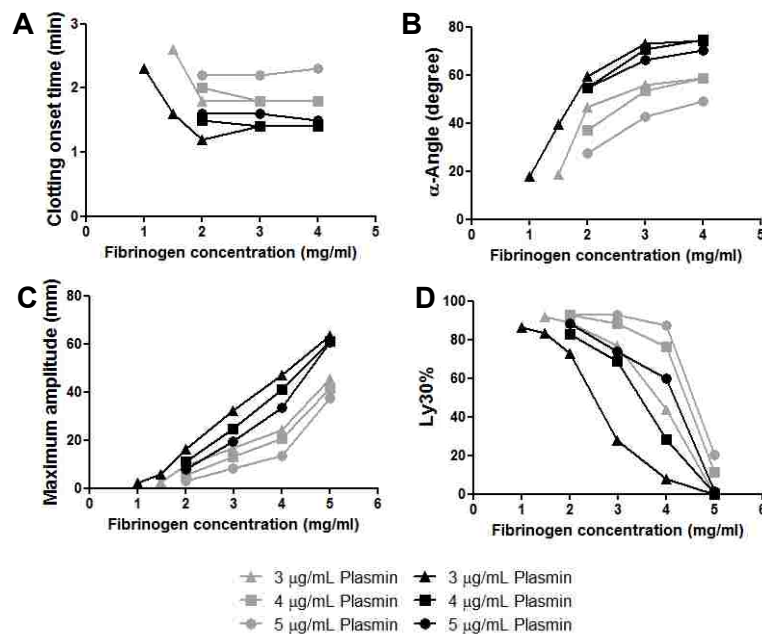 A
Clotting onset time (min)
3
2
1
0
0 1 2 3 4 5
Fibrinogen concentration (mg/ml)
B
α-Angle (degree)
80
60
40
20
0
0 1 2 3 4 5
Fibrinogen concentration (mg/ml)
C
Maximum amplitude (mm)
80
60
40
20
0
0 1 2 3 4 5 6
Fibrinogen concentration (mg/ml)
D
Ly30%
100
80
60
40
20
0
0 1 2 3 4 5 6
Fibrinogen concentration (mg/ml)
3 µg/mL Plasmin 3 µg/mL Plasmin
4 µg/mL Plasmin 4 µg/mL Plasmin
5 µg/mL Plasmin 5 µg/mL Plasmin